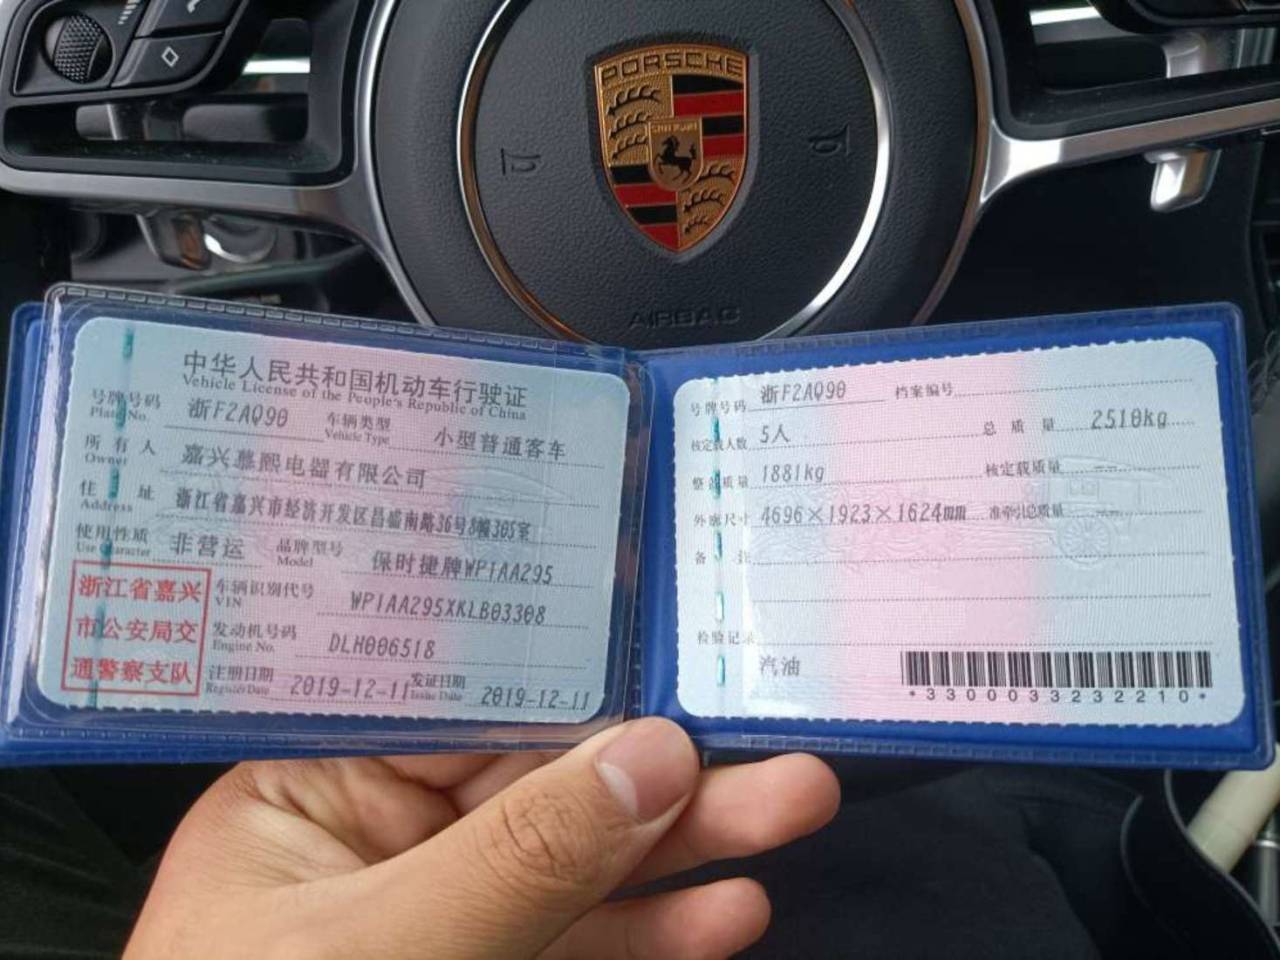 PORSCHE
STUTTGART
AIRBAG
中华人民共和国机动车行驶证
Vehicle License of the People's Republic of China
号牌号码 浙F2AQ90 车辆类型 小型普通客车
Plate No. Vehicle Type
所有人 嘉兴慕熙电器有限公司
Owner
住址 浙江省嘉兴市经济开发区昌盛南路36号8幢305室
Address
使用性质 非营运 品牌型号 保时捷牌WP1AA295
Use Character Model
浙江省嘉兴
市公安局交
通警察支队
车辆识别代号 WP1AA295XKLB03308
VIN
发动机号码 DLH006518
Engine No.
注册日期 2019-12-11 发证日期 2019-12-11
Register Date Issue Date
号牌号码 浙F2AQ90 档案编号
核定载人数 5人 总质量 2510kg
整备质量 1881kg 核定载质量 --
外廓尺寸 4696×1923×1624mm 准牵引总质量
备注
检验记录
汽油
*3300033232210*